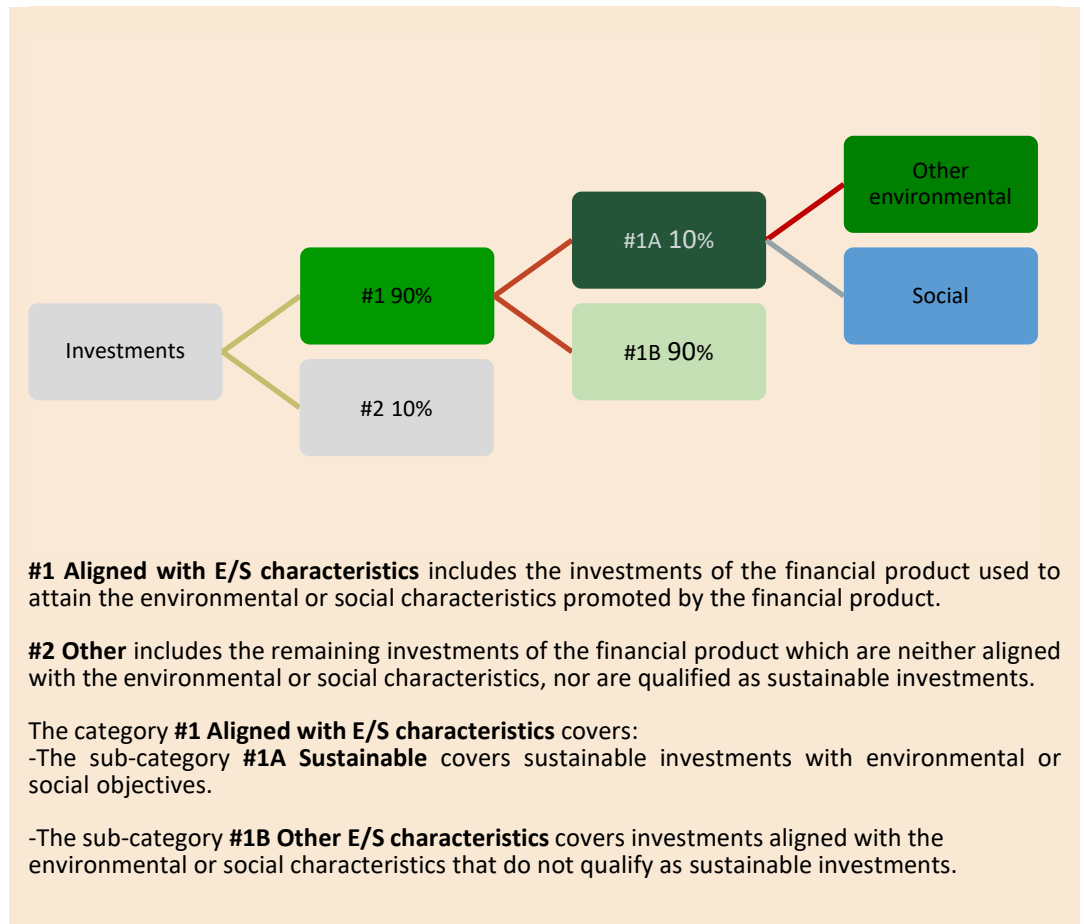 Other
environmental
#1A 10%
#1 90%
Social
Investments
#1B 90%
#2 10%
#1 Aligned with E/S characteristics includes the investments of the financial product used to
attain the environmental or social characteristics promoted by the financial product.
#2 Other includes the remaining investments of the financial product which are neither aligned
with the environmental or social characteristics, nor are qualified as sustainable investments.
The category #1 Aligned with E/S characteristics covers:
-The sub-category #1A Sustainable covers sustainable investments with environmental or
social objectives.
-The sub-category #1B Other E/S characteristics covers investments aligned with the
environmental or social characteristics that do not qualify as sustainable investments.